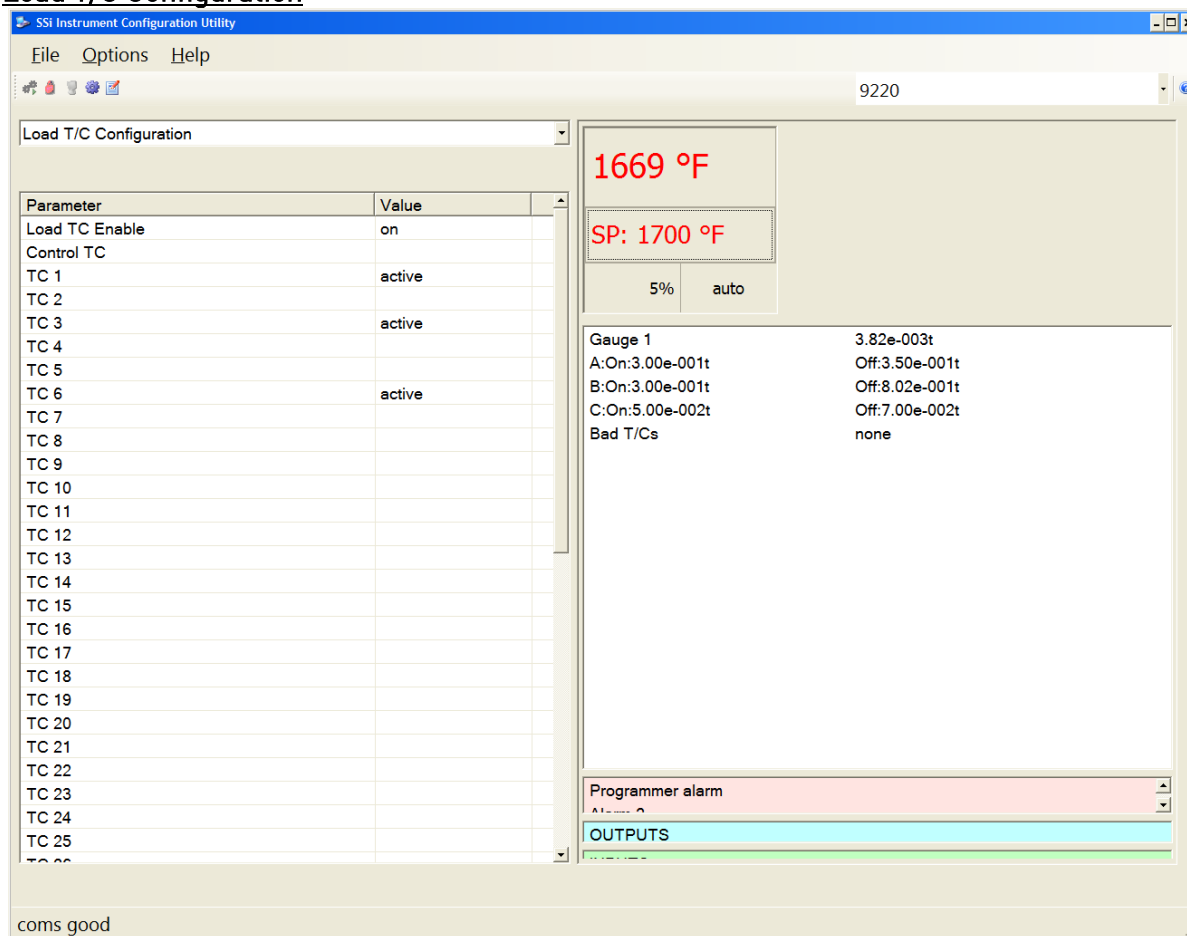 Load T/C Configuration
SSi Instrument Configuration Utility
File Options Help
9220
Load T/C Configuration
Parameter Value
Load TC Enable on
Control TC
TC 1 active
TC 2
TC 3 active
TC 4
TC 5
TC 6 active
TC 7
TC 8
TC 9
TC 10
TC 11
TC 12
TC 13
TC 14
TC 15
TC 16
TC 17
TC 18
TC 19
TC 20
TC 21
TC 22
TC 23
TC 24
TC 25
1669 °F
SP: 1700 °F
5% auto
Gauge 1 3.82e-003t
A:On:3.00e-001t Off:3.50e-001t
B:On:3.00e-001t Off:8.02e-001t
C:On:5.00e-002t Off:7.00e-002t
Bad T/Cs none
Programmer alarm
OUTPUTS
coms good